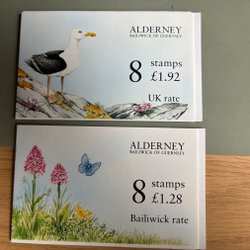 ALDERNEY
BAILIWICK OF GUERNSEY
8 stamps
£1.92
UK rate
ALDERNEY
BAILIWICK OF GUERNSEY
8 stamps
£1.28
Bailiwick rate